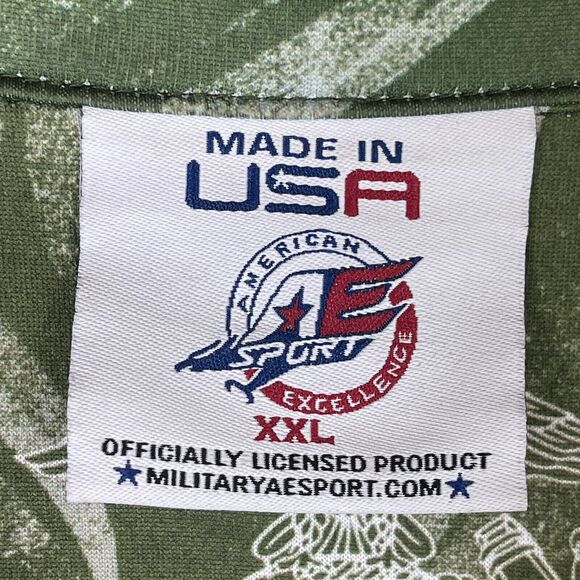 MADE IN
USA
AMERICAN
AE
SPORT
EXCELLENCE
XXL
OFFICIALLY LICENSED PRODUCT
★MILITARYAESPORT.COM★